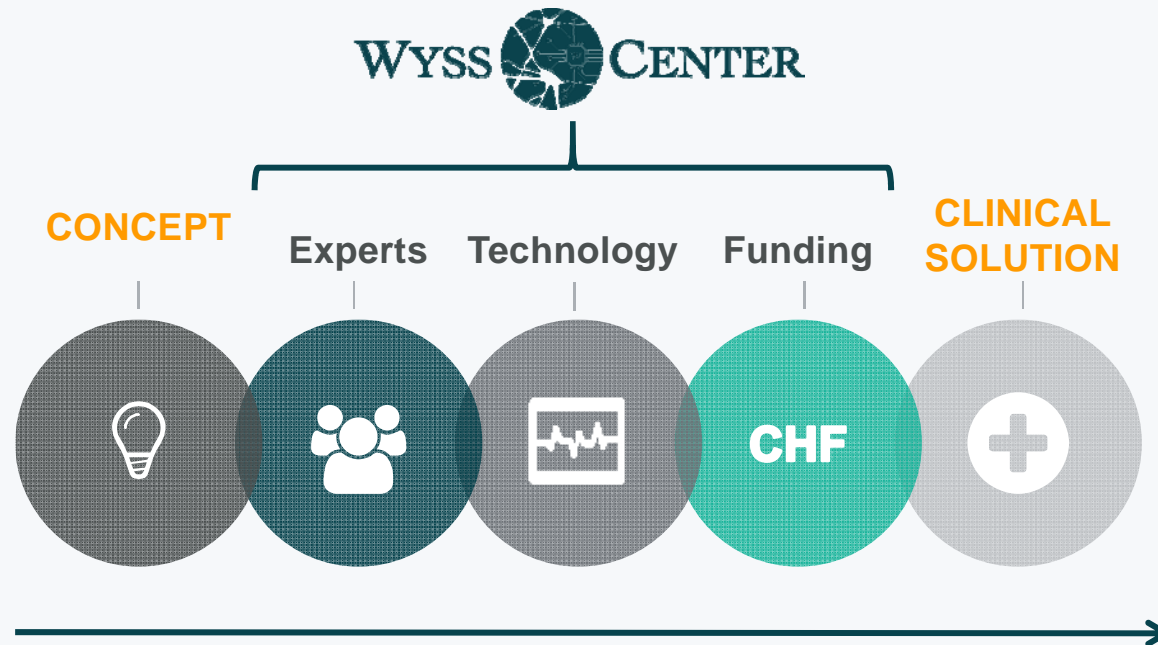 WYSS CENTER
CONCEPT
Experts
Technology
Funding
CLINICAL
SOLUTION
CHF